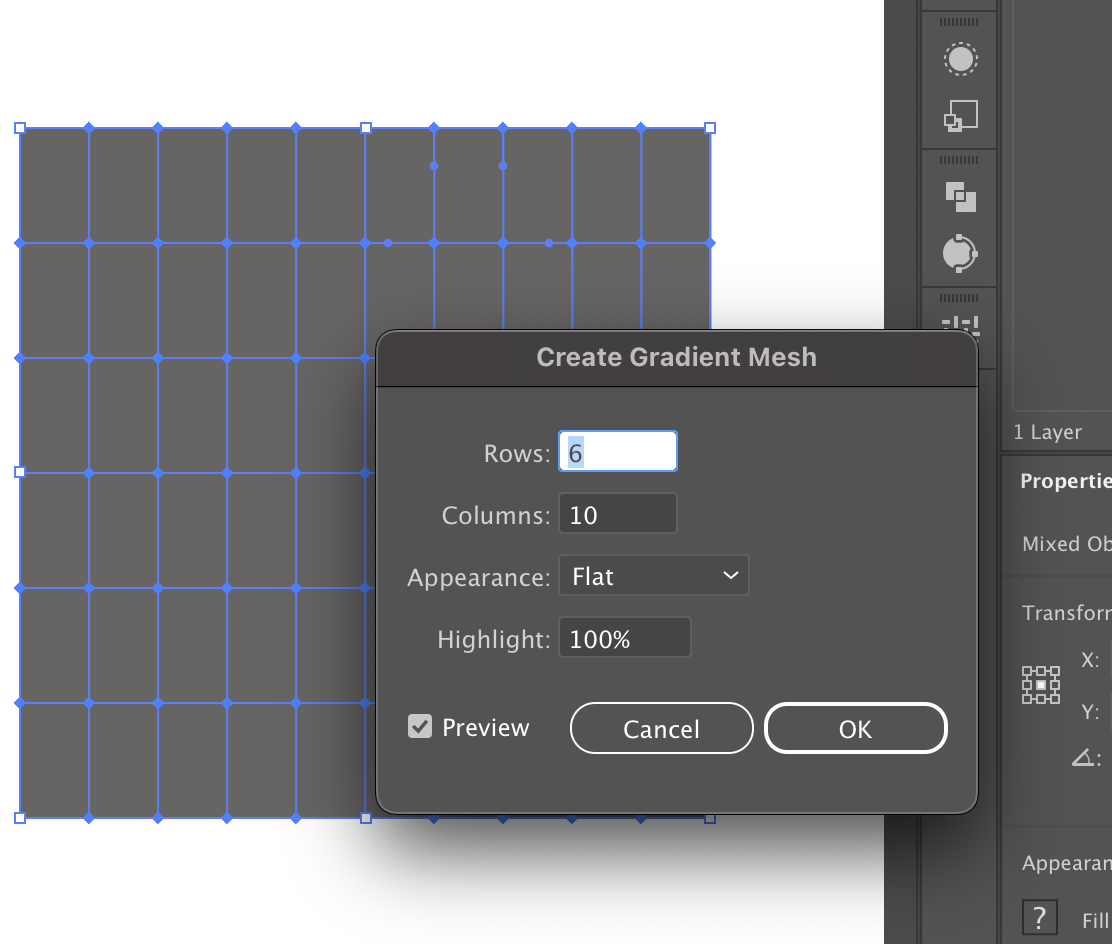 Create Gradient Mesh
Rows: 6
Columns: 10
Appearance: Flat
Highlight: 100%
Preview
Cancel
OK
1 Layer
Propertie
Mixed Ob
Transform
X:
Y:
Appearan
?
Fill